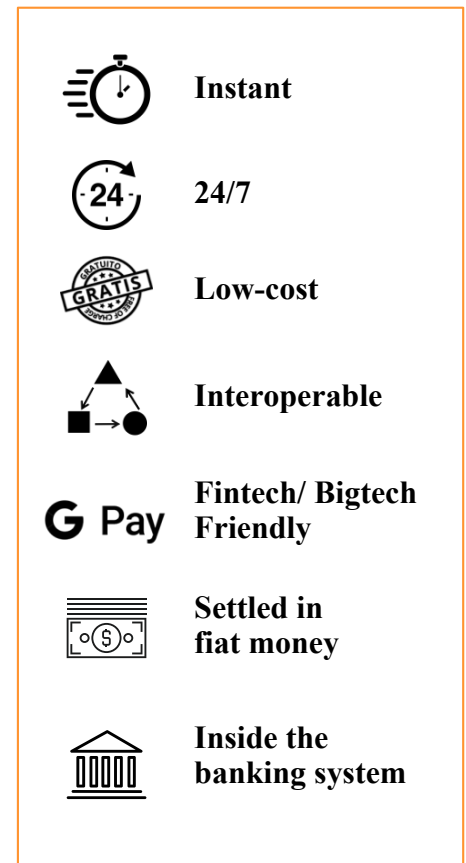 Instant
24
24/7
GRATUITO
GRATIS
FREE OF CHARGE
Low-cost
Interoperable
G Pay
Fintech/ Bigtech
Friendly
Settled in
fiat money
$
Inside the
banking system